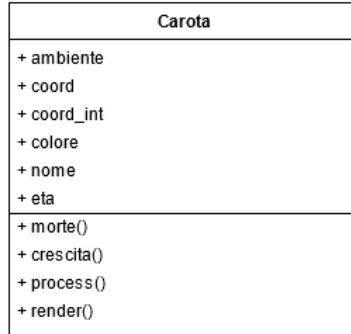 Carota
+ ambiente
+ coord
+ coord_int
+ colore
+ nome
+ eta
+ morte()
+ crescita()
+ process()
+ render()